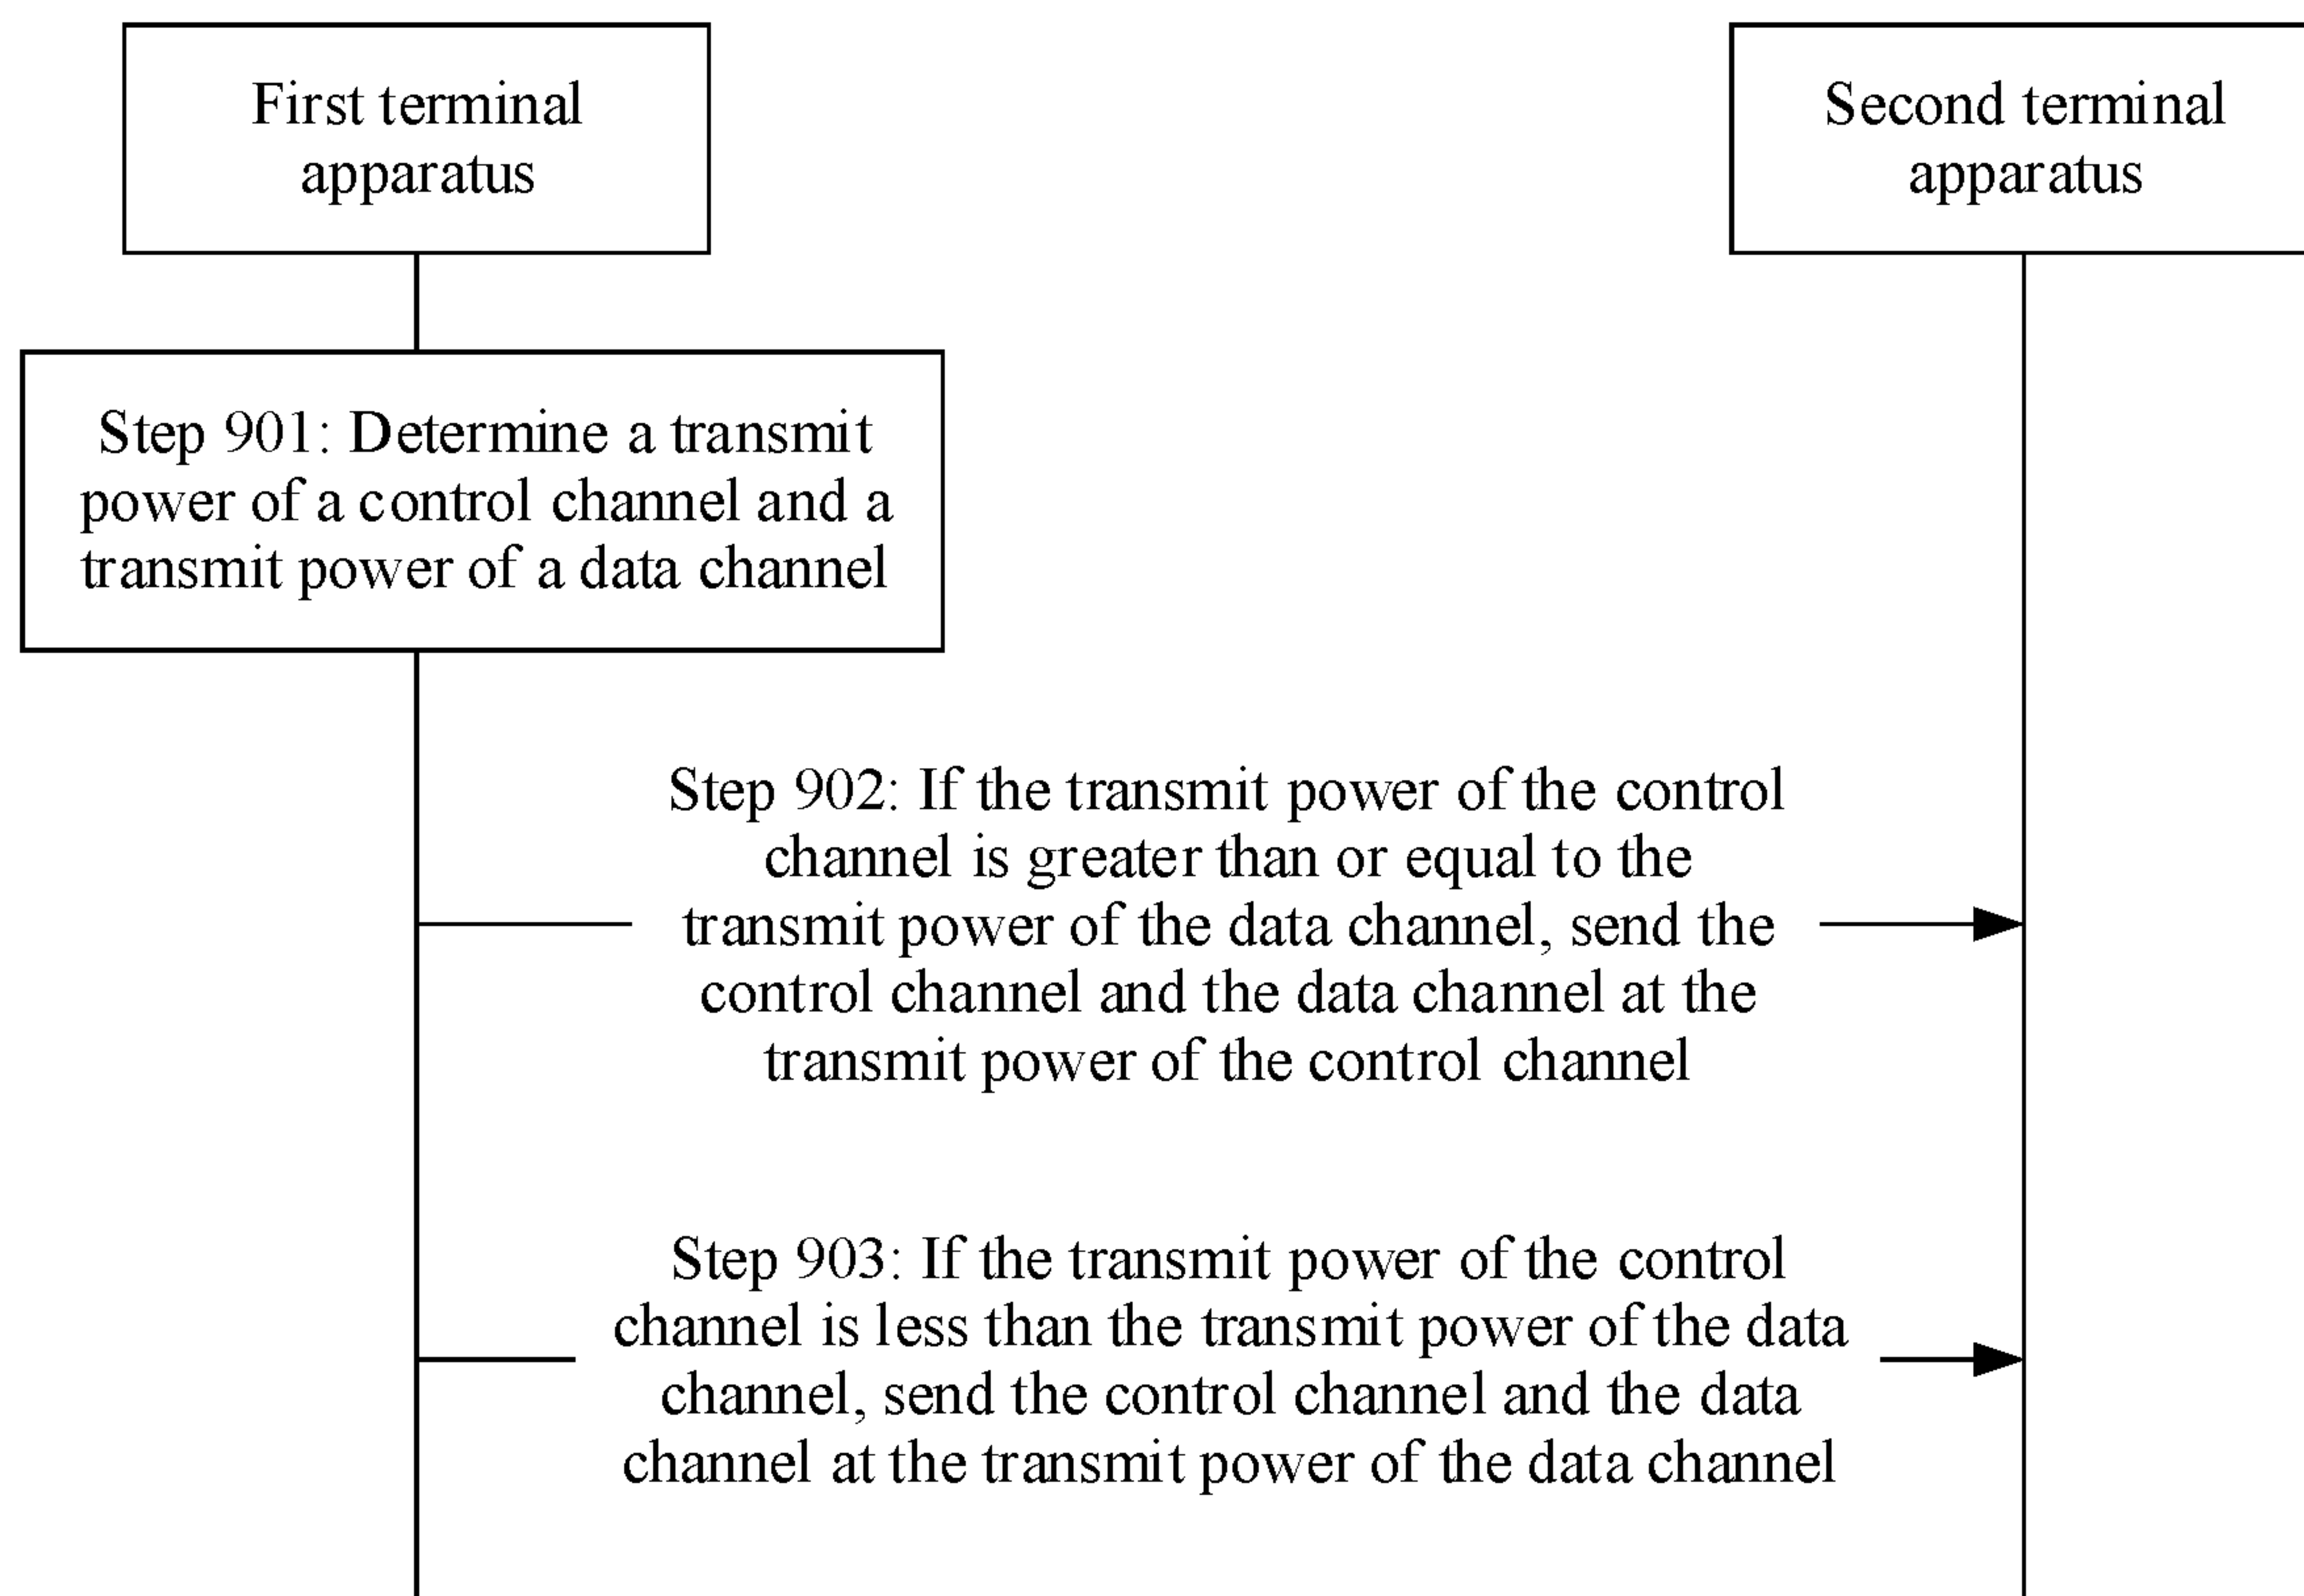 First terminal
apparatus
Second terminal
apparatus
Step 901: Determine a transmit
power of a control channel and a
transmit power of a data channel
Step 902: If the transmit power of the control
channel is greater than or equal to the
transmit power of the data channel, send the
control channel and the data channel at the
transmit power of the control channel
Step 903: If the transmit power of the control
channel is less than the transmit power of the data
channel, send the control channel and the data
channel at the transmit power of the data channel